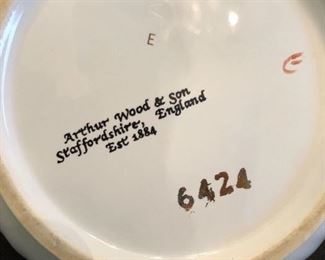 E
Arthur Wood & Son
Staffordshire, England
Est 1884
6424